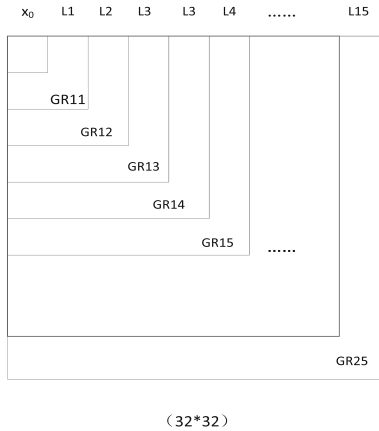 x₀ L1 L2 L3 L3 L4 …… L15
GR11
GR12
GR13
GR14
GR15
……
GR25
（32*32）